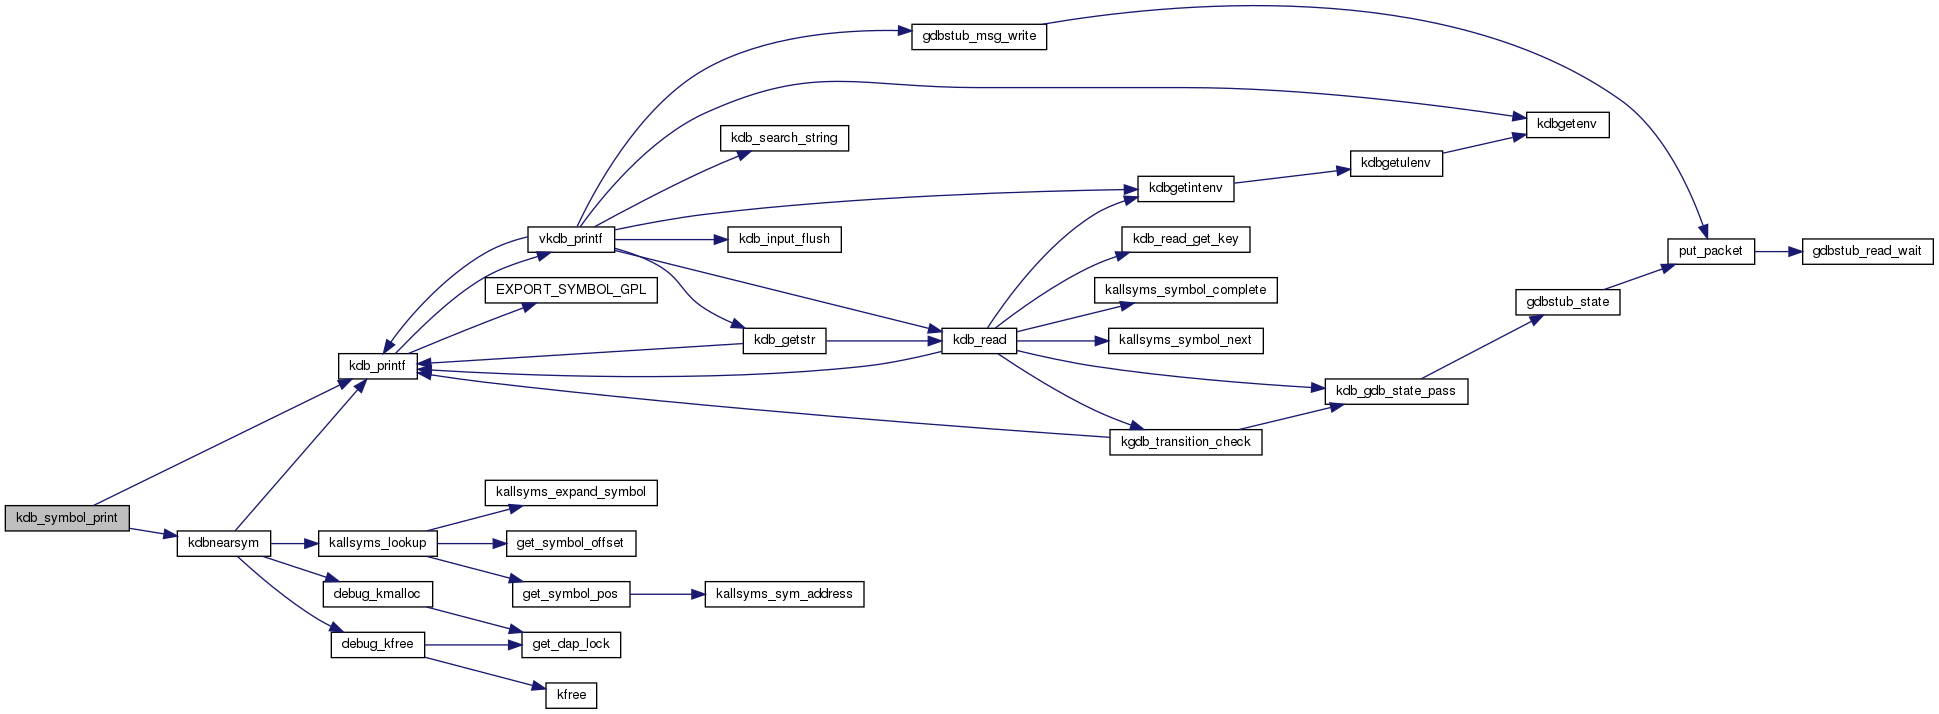 gdbstub_msg_write
kdbgetenv
kdb_search_string
kdbgetulenv
kdbgetintenv
vkdb_printf
kdb_input_flush
kdb_read_get_key
put_packet
gdbstub_read_wait
EXPORT_SYMBOL_GPL
kallsyms_symbol_complete
gdbstub_state
kdb_getstr
kdb_read
kallsyms_symbol_next
kdb_printf
kdb_gdb_state_pass
kgdb_transition_check
kallsyms_expand_symbol
kdb_symbol_print
kdbnearsym
kallsyms_lookup
get_symbol_offset
debug_kmalloc
get_symbol_pos
kallsyms_sym_address
debug_kfree
get_dap_lock
kfree